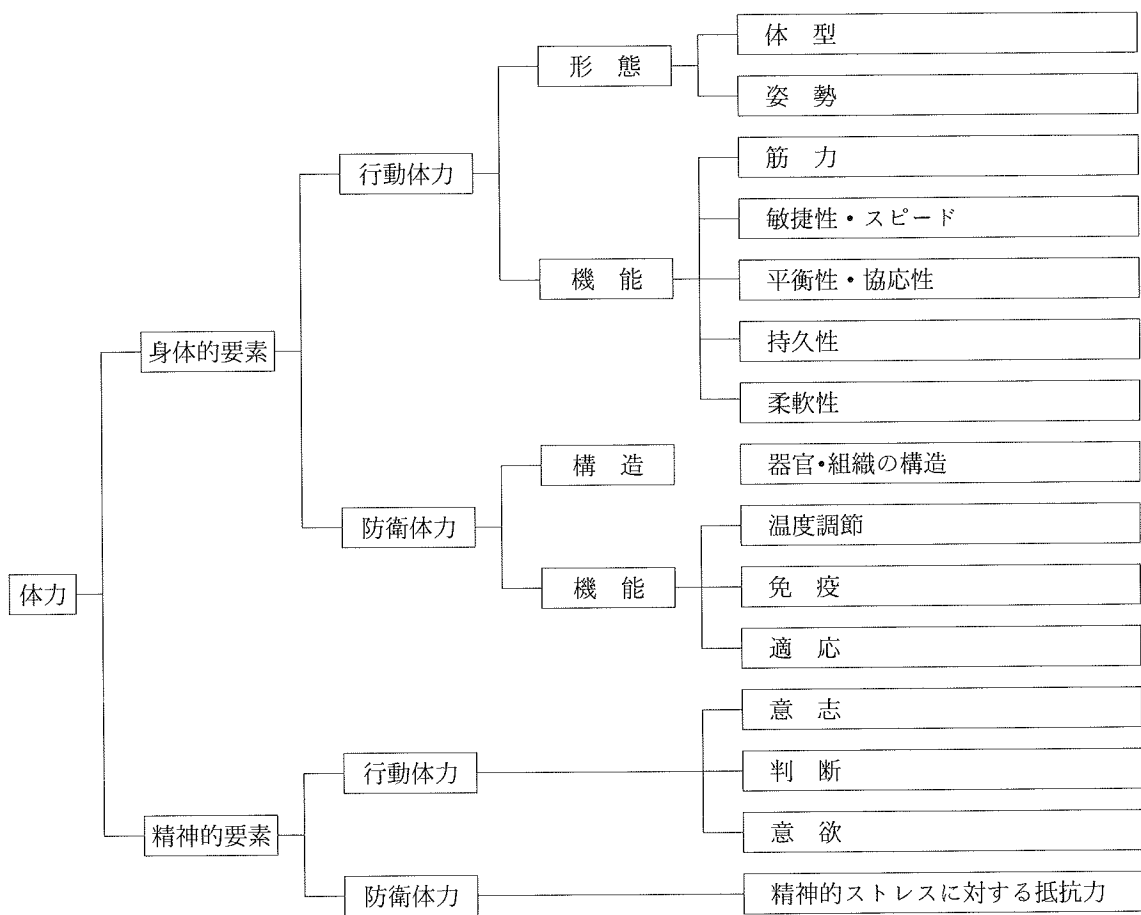 体 型
形 態
姿 勢
筋 力
行動体力
敏捷性・スピード
機 能
平衡性・協応性
持久性
身体的要素
柔軟性
構 造
器官・組織の構造
防衛体力
温度調節
機 能
免 疫
体力
適 応
意 志
行動体力
判 断
精神的要素
意 欲
防衛体力
精神的ストレスに対する抵抗力